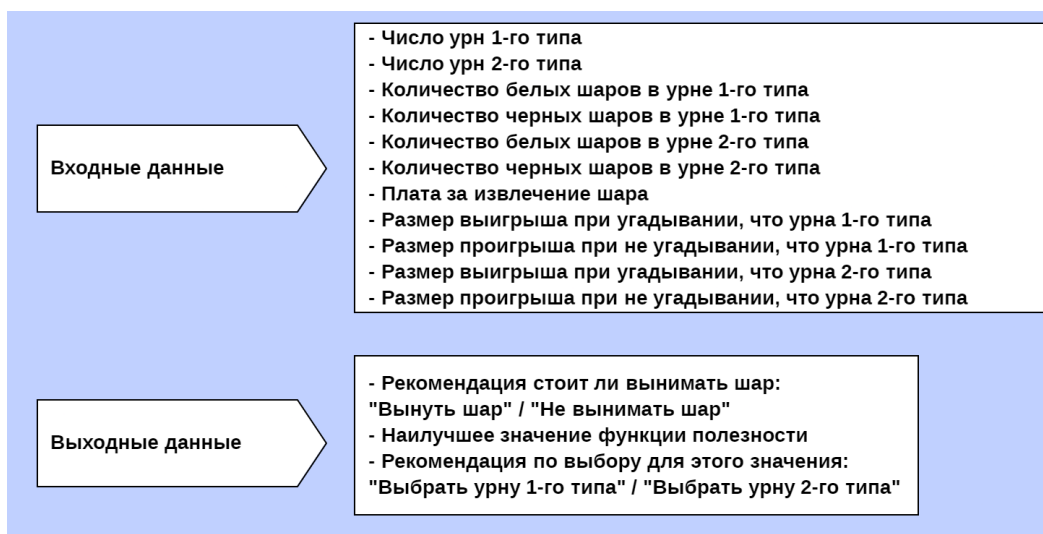 Входные данные
- Число урн 1-го типа
- Число урн 2-го типа
- Количество белых шаров в урне 1-го типа
- Количество черных шаров в урне 1-го типа
- Количество белых шаров в урне 2-го типа
- Количество черных шаров в урне 2-го типа
- Плата за извлечение шара
- Размер выигрыша при угадывании, что урна 1-го типа
- Размер проигрыша при не угадывании, что урна 1-го типа
- Размер выигрыша при угадывании, что урна 2-го типа
- Размер проигрыша при не угадывании, что урна 2-го типа
Выходные данные
- Рекомендация стоит ли вынимать шар:
"Вынуть шар" / "Не вынимать шар"
- Наилучшее значение функции полезности
- Рекомендация по выбору для этого значения:
"Выбрать урну 1-го типа" / "Выбрать урну 2-го типа"